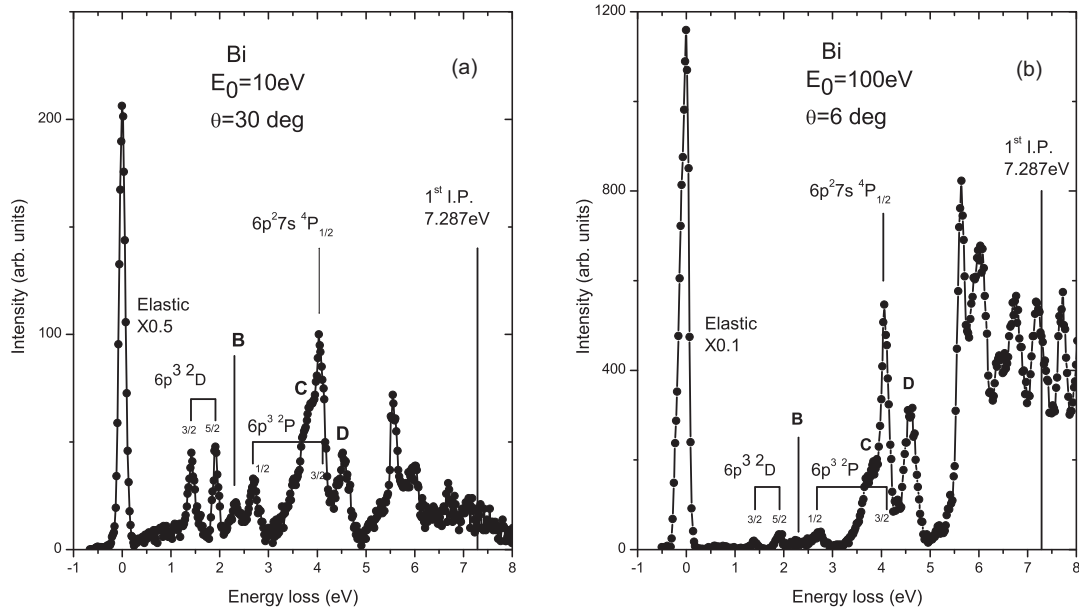 (a)
Bi
E0=10eV
θ=30 deg
200
1st I.P.
7.287eV
6p²7s ⁴P1/2
Elastic
X0.5
B
100
6p³ ²D
C
3/2 5/2
6p³ ²P
D
1/2
3/2
0
-1 0 1 2 3 4 5 6 7 8
Energy loss (eV)
Intensity (arb. units)
1200
(b)
Bi
E0=100eV
θ=6 deg
1st I.P.
7.287eV
800
6p²7s ⁴P1/2
Elastic
X0.1
400
D
B
C
6p³ ²D
6p³ ²P
3/2 5/2 1/2 3/2
0
-1 0 1 2 3 4 5 6 7 8
Energy loss (eV)
Intensity (arb. units)